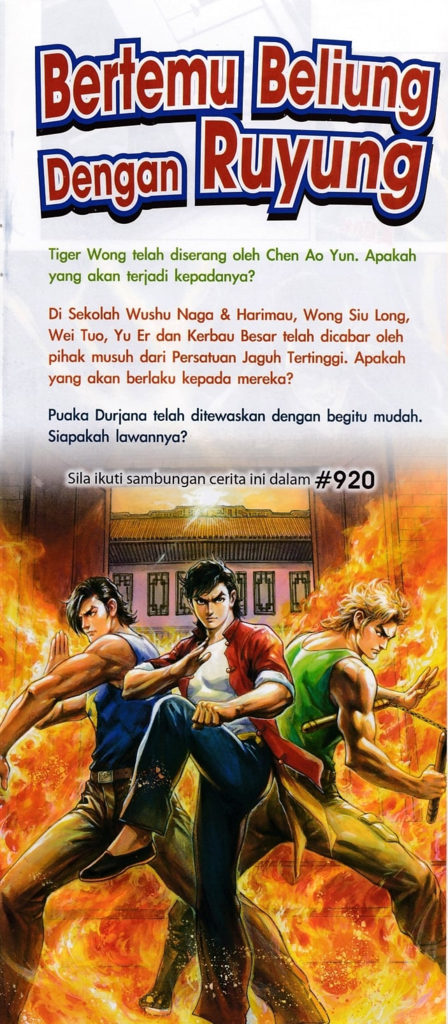 Bertemu Beliung
Dengan Ruyung
Tiger Wong telah diserang oleh Chen Ao Yun. Apakah
yang akan terjadi kepadanya?
Di Sekolah Wushu Naga & Harimau, Wong Siu Long,
Wei Tuo, Yu Er dan Kerbau Besar telah dicabar oleh
pihak musuh dari Persatuan Jaguh Tertinggi. Apakah
yang akan berlaku kepada mereka?
Puaka Durjana telah ditewaskan dengan begitu mudah.
Siapakah lawannya?
Sila ikuti sambungan cerita ini dalam #920